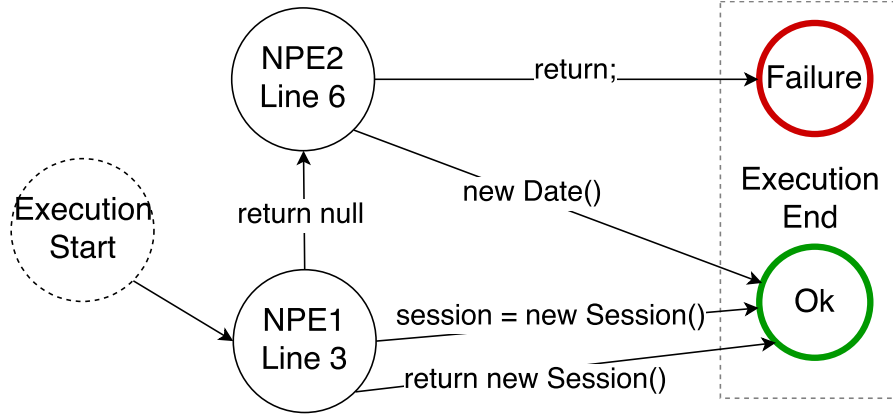 NPE2
Line 6
return;
Failure
Execution
Start
return null
new Date()
Execution
End
NPE1
Line 3
session = new Session()
Ok
return new Session()